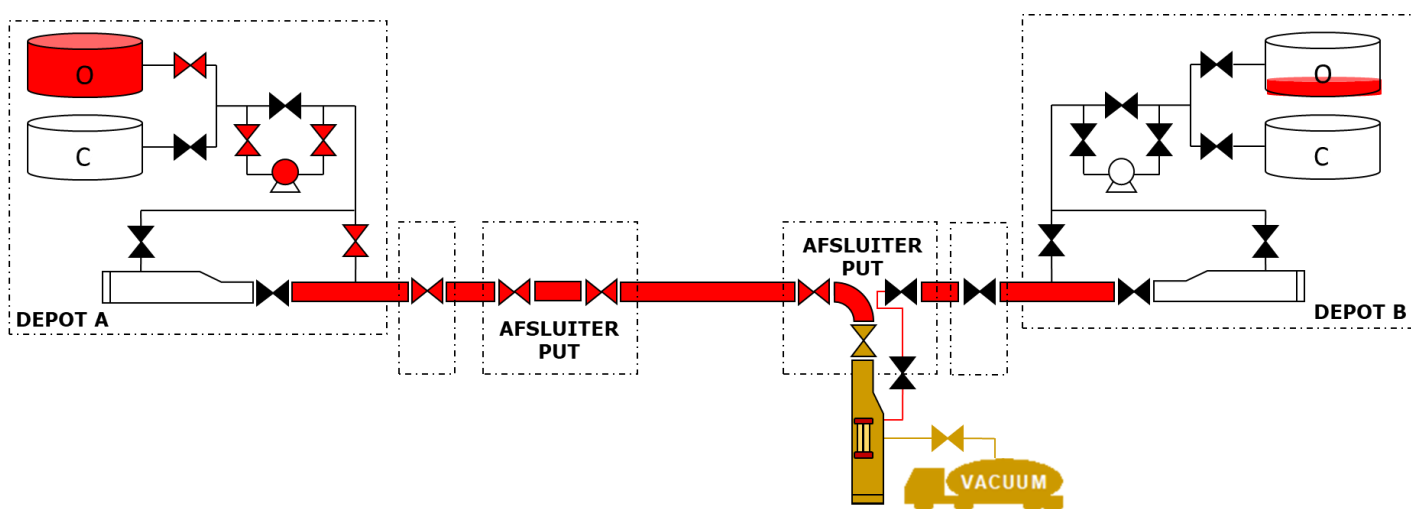 O
C
DEPOT A
AFSLUITER
PUT
AFSLUITER
PUT
O
C
DEPOT B
VACUUM